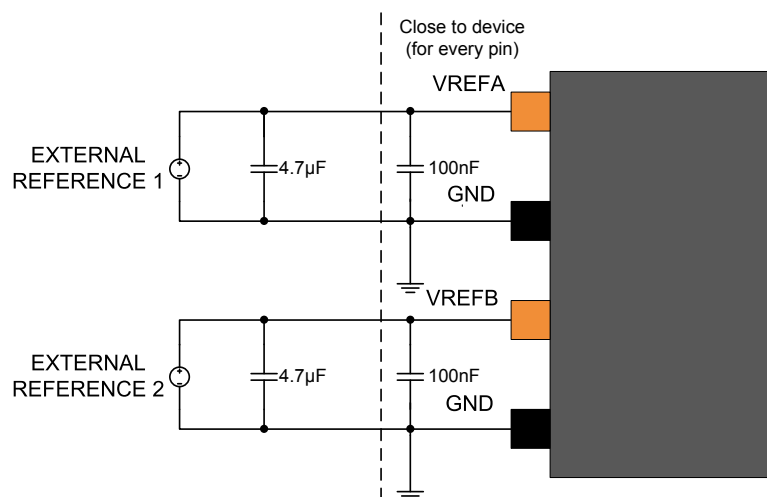 Close to device
(for every pin)
VREFA
EXTERNAL
REFERENCE 1
4.7µF
100nF
GND
VREFB
EXTERNAL
REFERENCE 2
4.7µF
100nF
GND